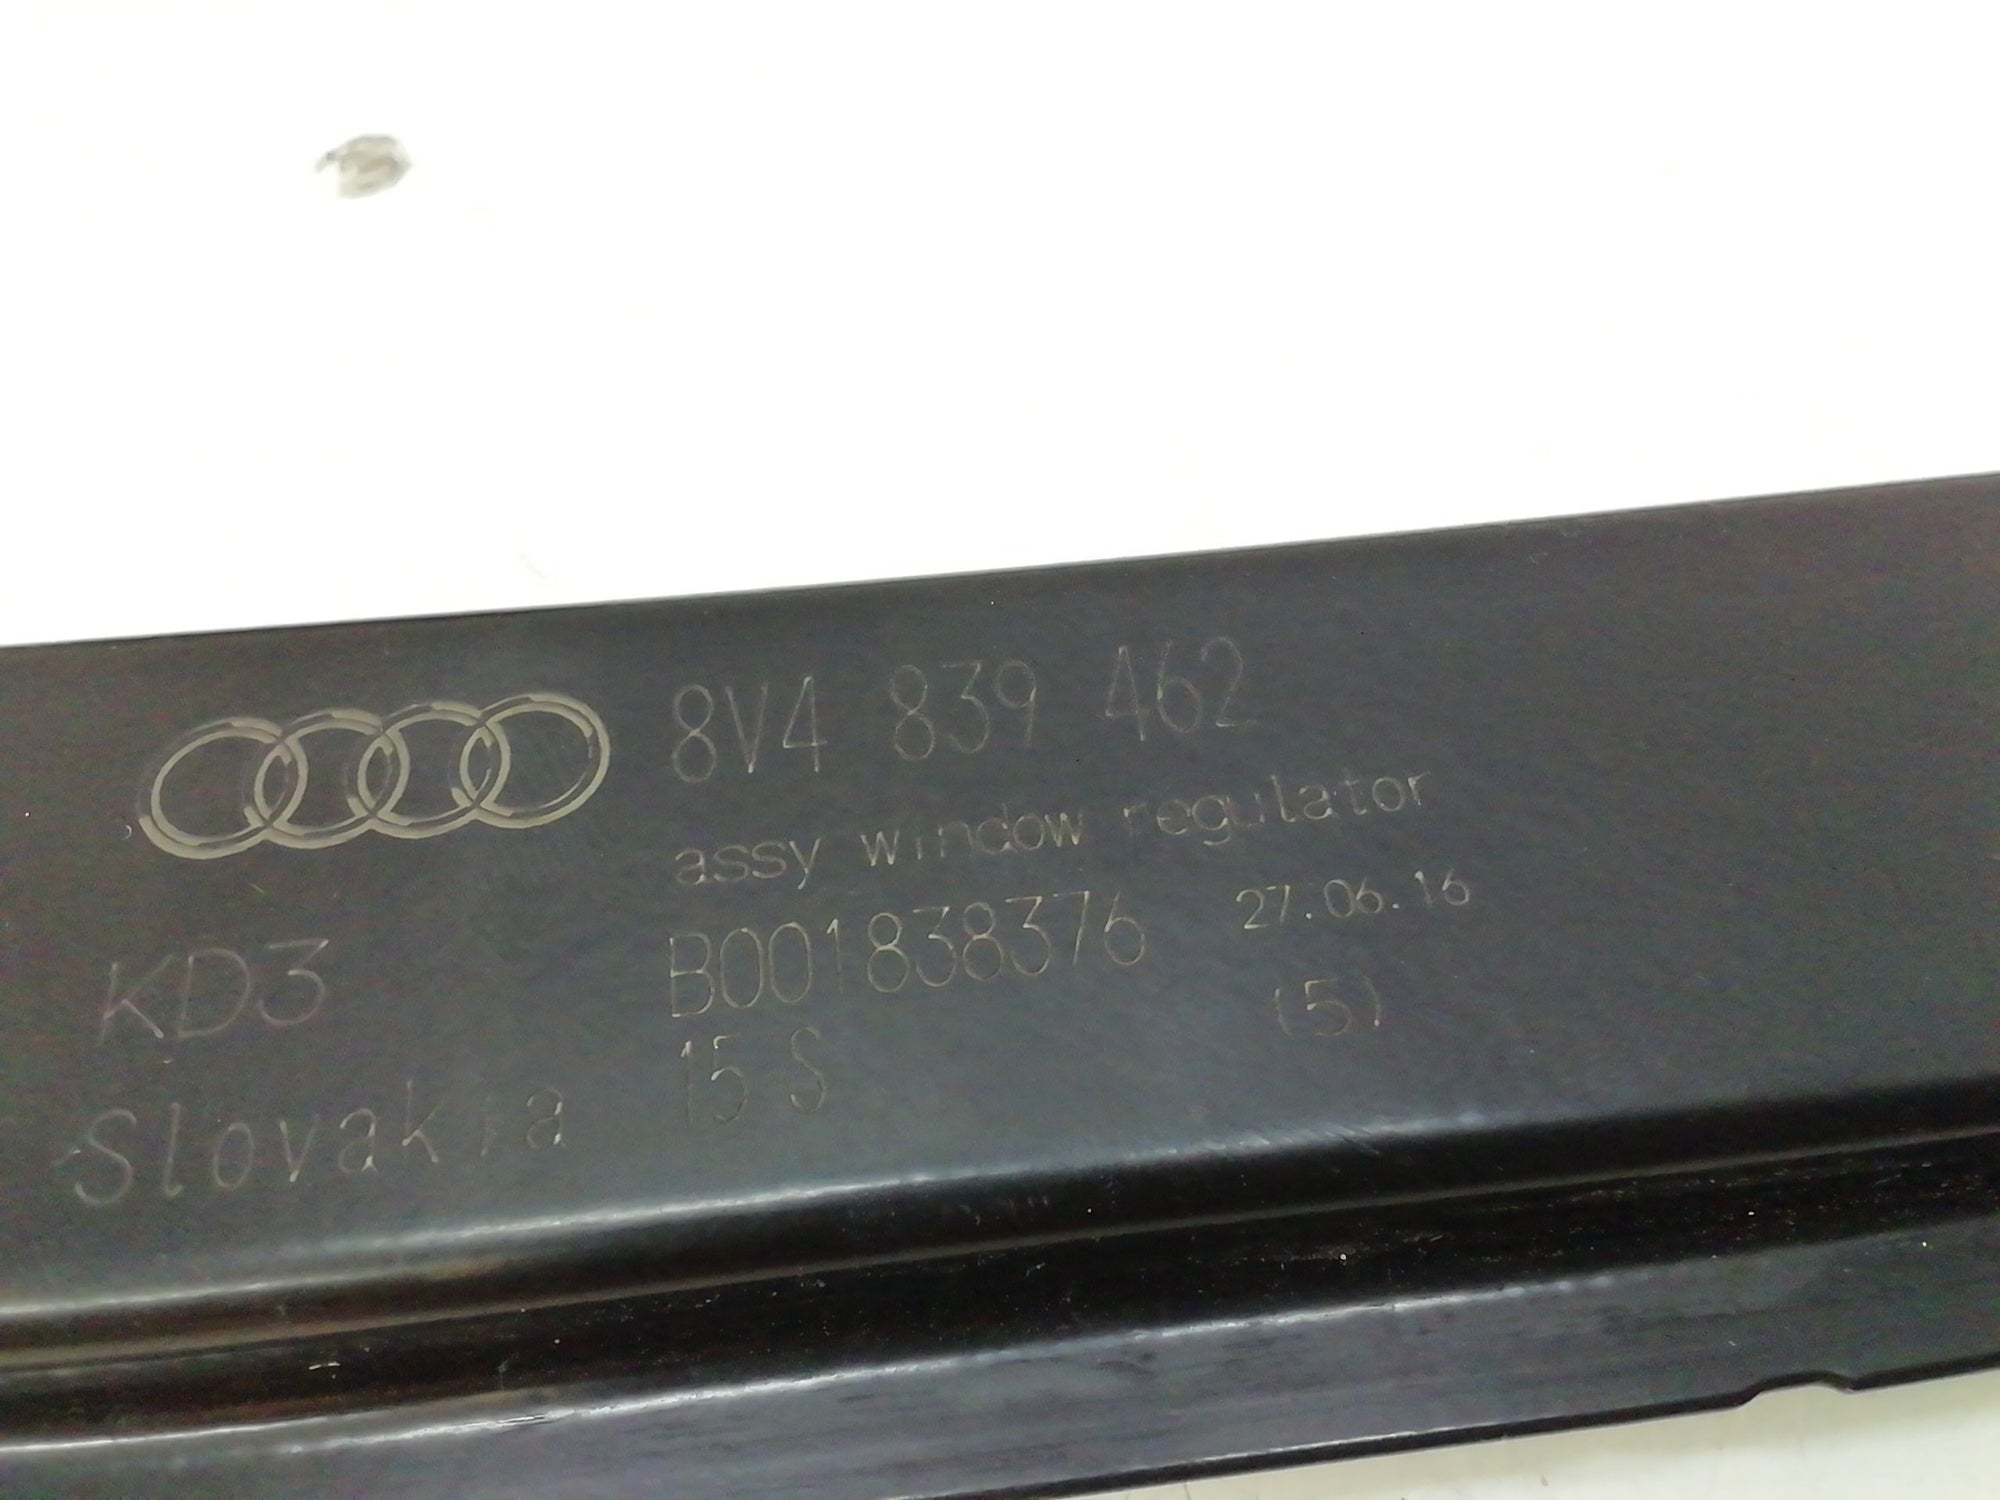 8V4 839 462
assy window regulator
B001838376 27.06.16
15 S (5)
KD3
Slovakia